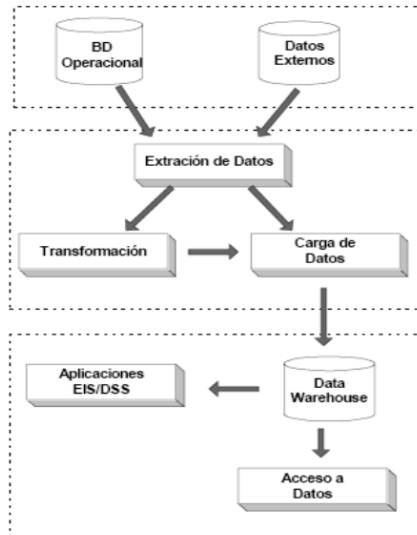 BD
Operacional
Datos
Externos
Extración de Datos
Transformación
Carga de
Datos
Aplicaciones
EIS/DSS
Data
Warehouse
Acceso a
Datos